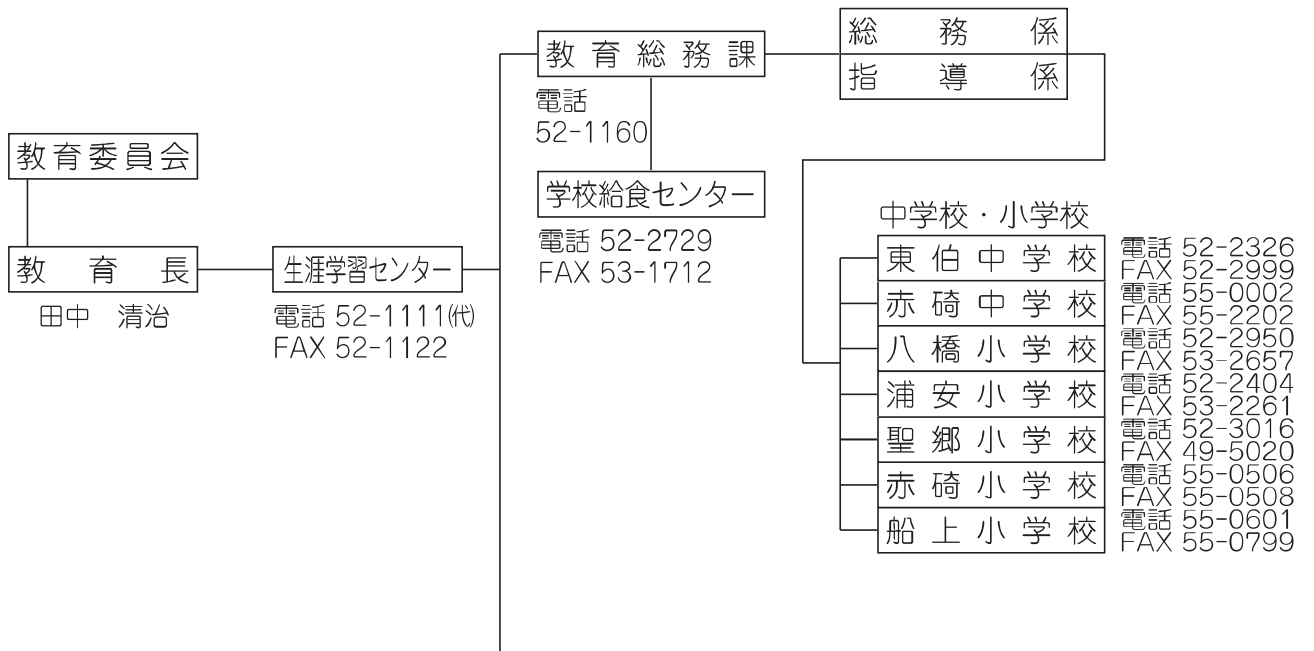 教育委員会
教育長
田中　清治
生涯学習センター
電話 52-1111㈹
FAX 52-1122
教育総務課
電話
52-1160
学校給食センター
電話 52-2729
FAX 53-1712
総務係
指導係
中学校・小学校
東伯中学校
電話 52-2326
FAX 52-2999
赤碕中学校
電話 55-0002
FAX 55-2202
八橋小学校
電話 52-2950
FAX 53-2657
浦安小学校
電話 52-2404
FAX 53-2261
聖郷小学校
電話 52-3016
FAX 49-5020
赤碕小学校
電話 55-0506
FAX 55-0508
船上小学校
電話 55-0601
FAX 55-0799